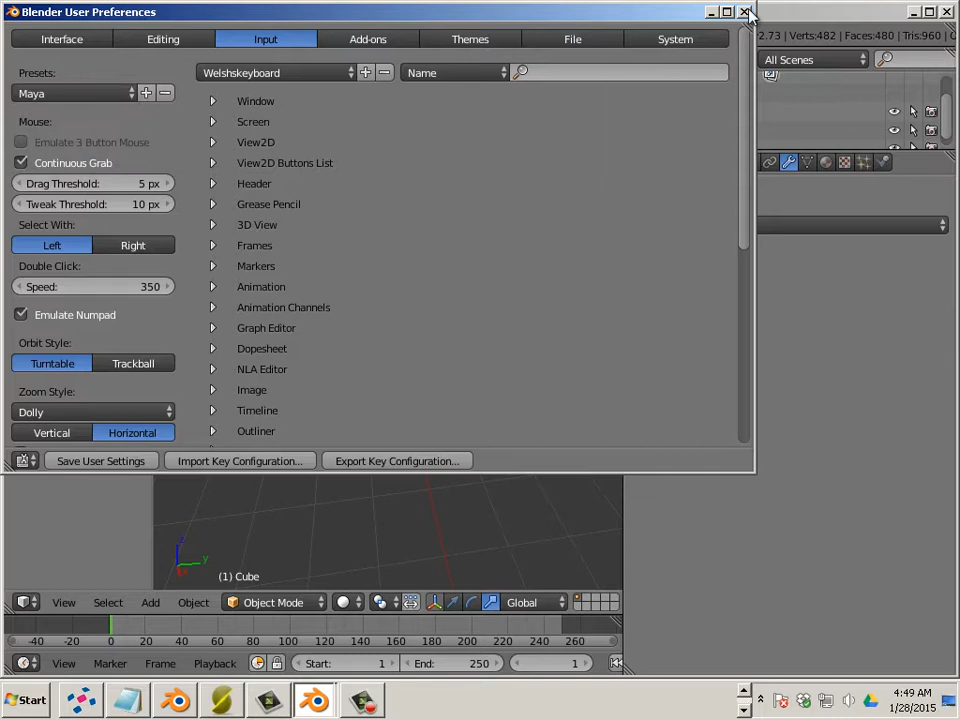 Blender User Preferences
2.73 | Verts:482 | Faces:480 | Tris:960 | O
Interface Editing Input Add-ons Themes File System
All Scenes
Presets:
Welshskeyboard Name
Maya
Mouse:
Window
Emulate 3 Button Mouse
Screen
Continuous Grab
View2D
Drag Threshold: 5 px
View2D Buttons List
Tweak Threshold: 10 px
Header
Select With:
Grease Pencil
Left Right
3D View
Double Click:
Frames
Speed: 350
Markers
Emulate Numpad
Animation
Orbit Style:
Animation Channels
Turntable Trackball
Graph Editor
Zoom Style:
Dopesheet
Dolly
NLA Editor
Vertical Horizontal
Image
Timeline
Outliner
Save User Settings Import Key Configuration... Export Key Configuration...
z
y
(1) Cube
View Select Add Object Object Mode Global
-40 -20 0 20 40 60 80 100 120 140 160 180 200 220 240 260
View Marker Frame Playback Start: 1 End: 250 1
Start
4:49 AM
1/28/2015